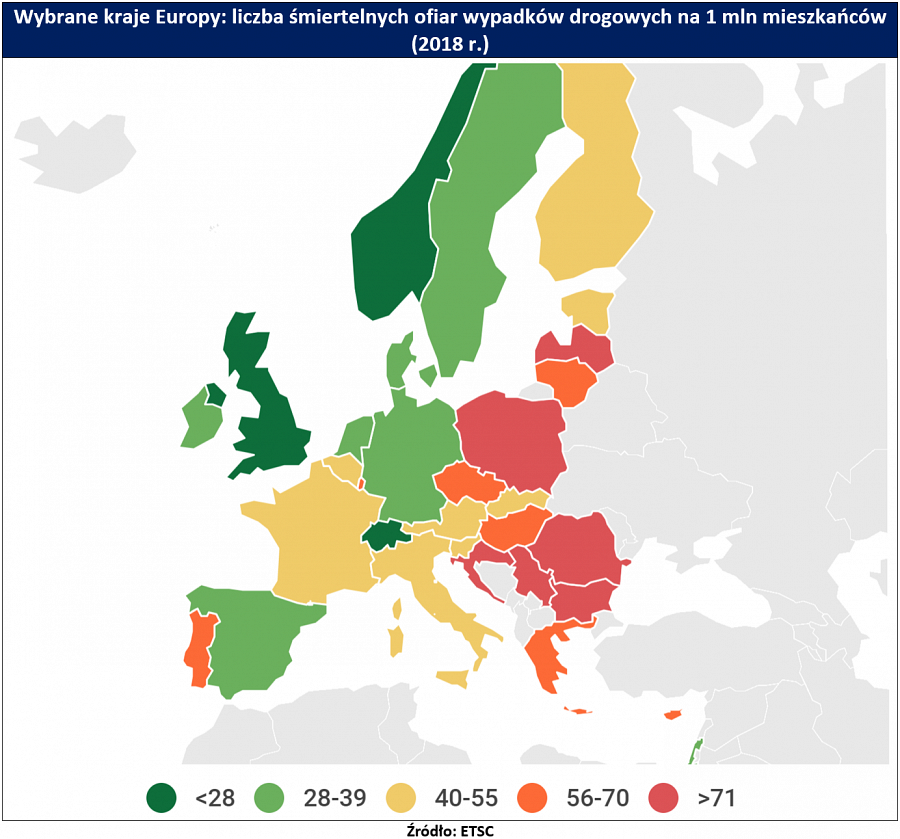 Wybrane kraje Europy: liczba śmiertelnych ofiar wypadków drogowych na 1 mln mieszkańców
(2018 r.)
<28 28-39 40-55 56-70 >71
Źródło: ETSC